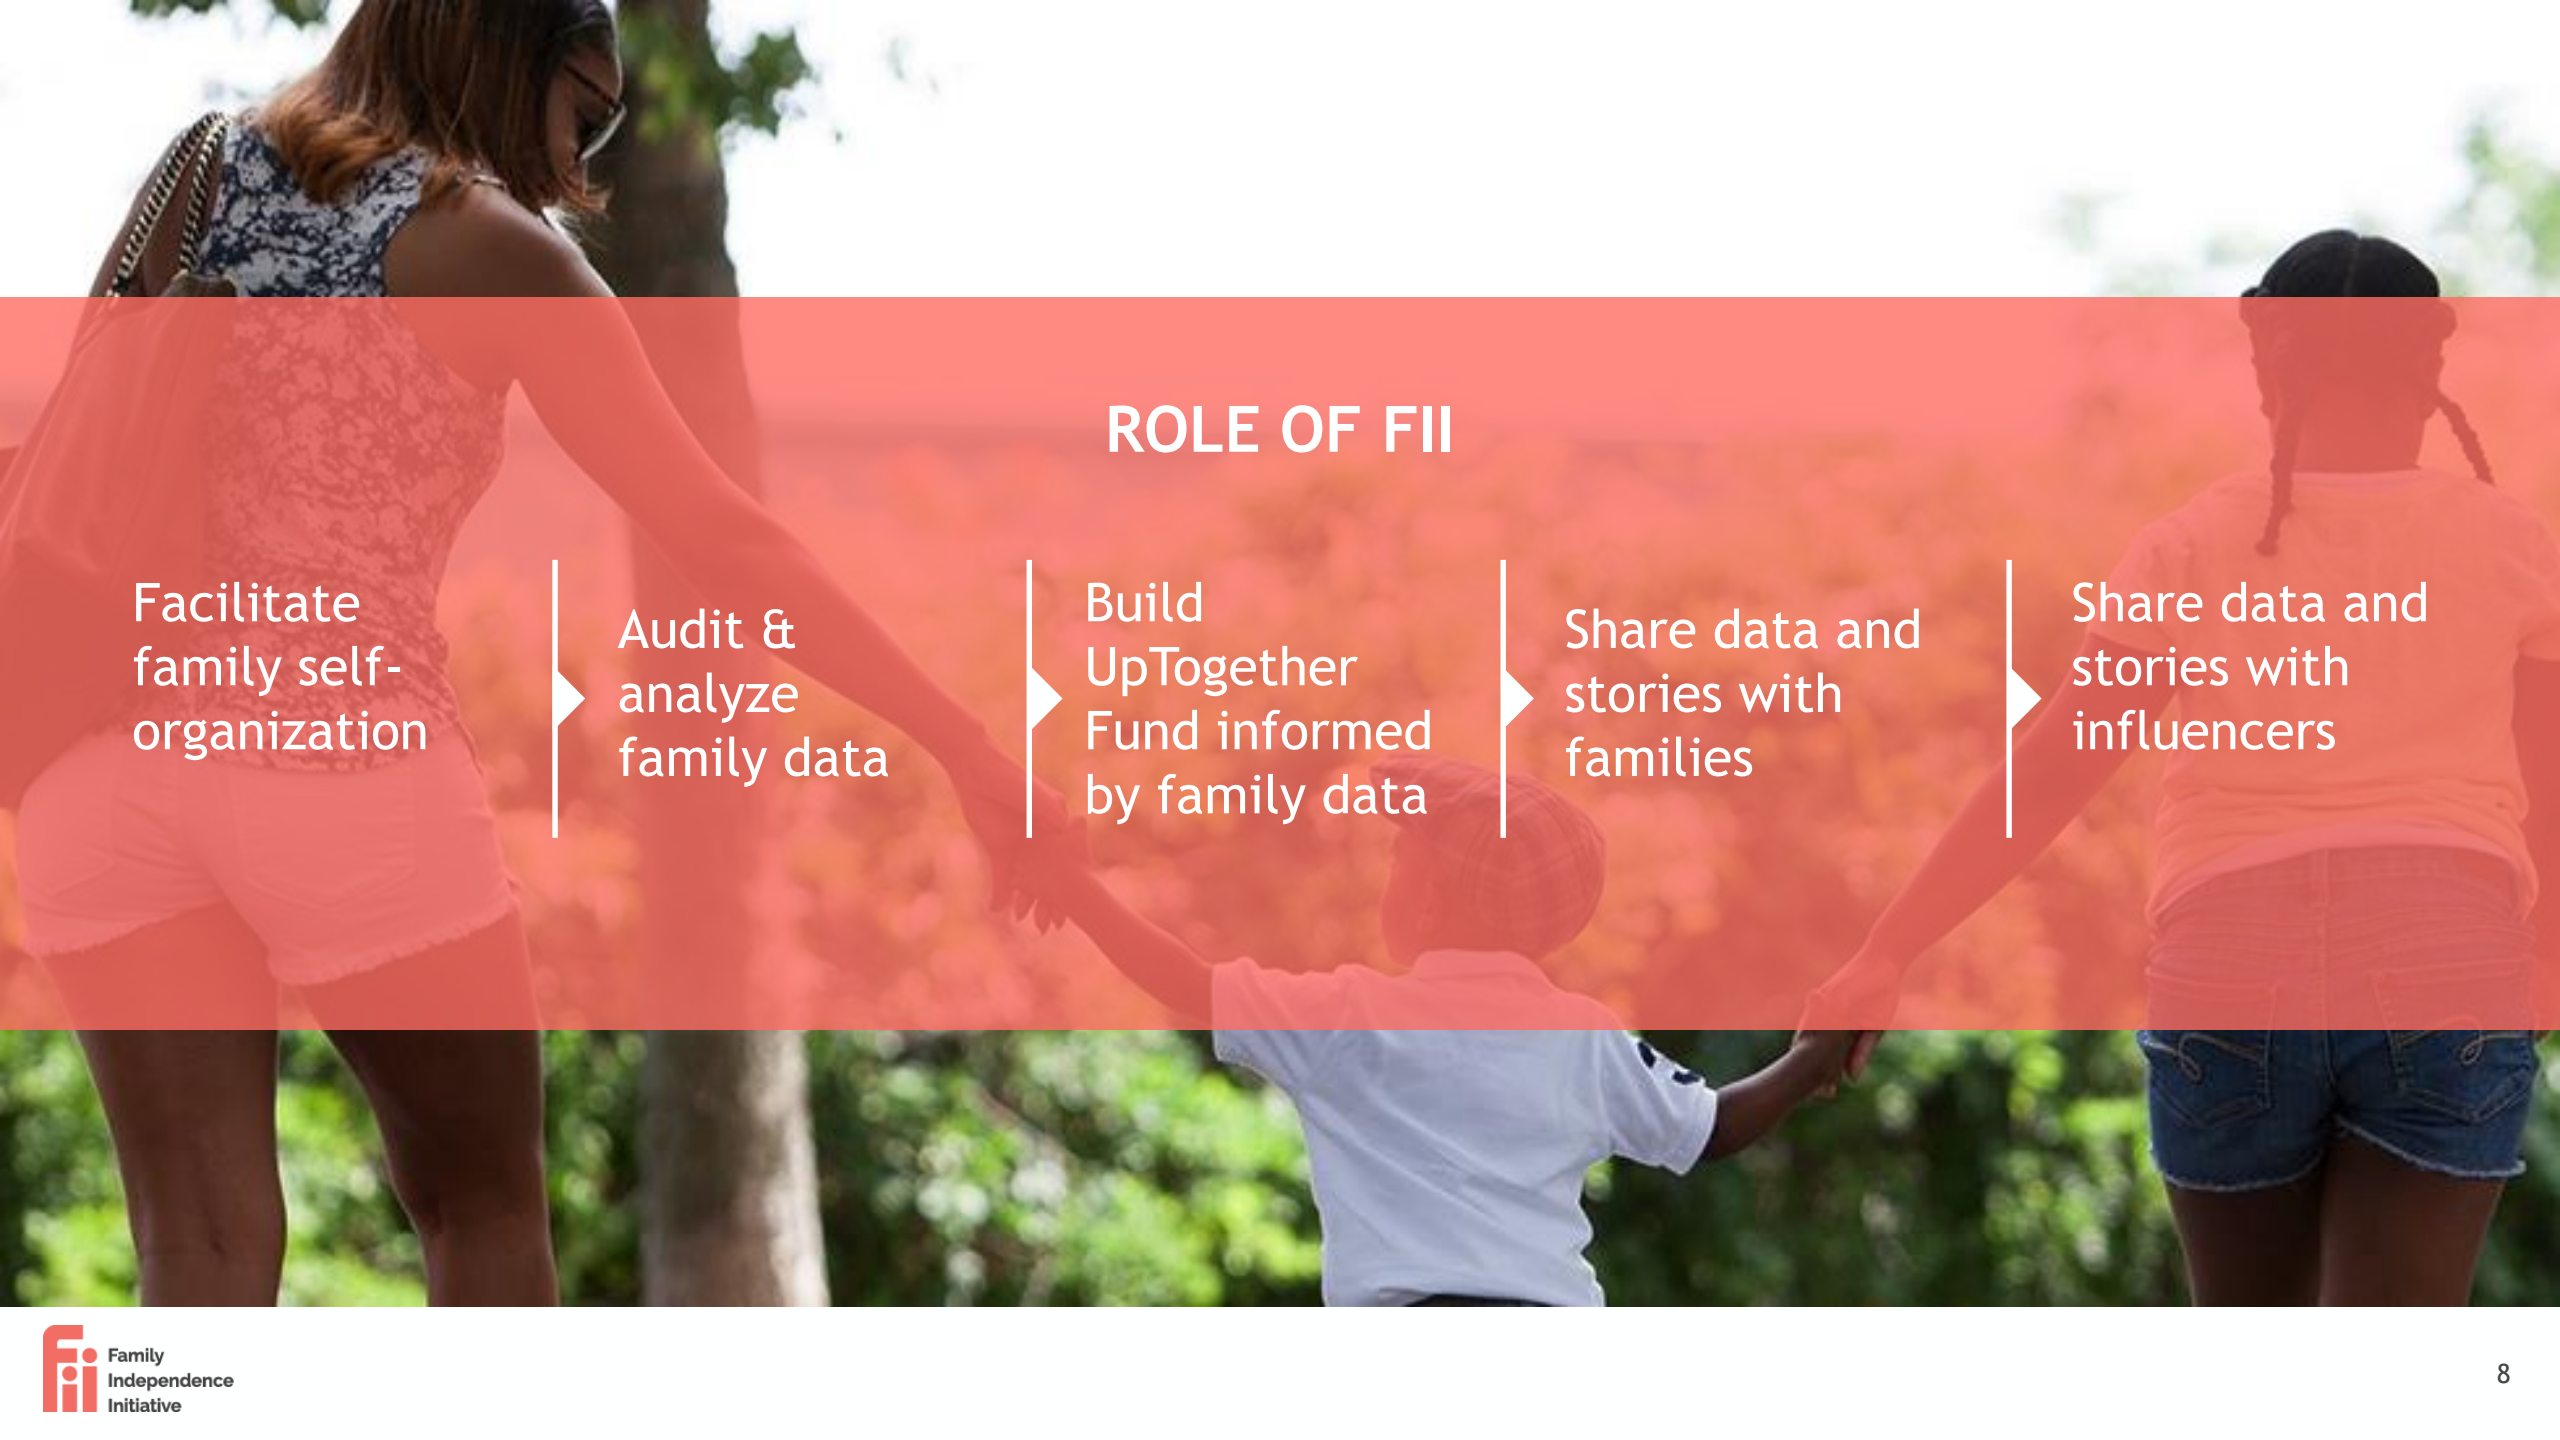 ROLE OF FII
Facilitate
family self-
organization
Audit &
analyze
family data
Build
UpTogether
Fund informed
by family data
Share data and
stories with
families
Share data and
stories with
influencers
fii
Family
Independence
Initiative
8